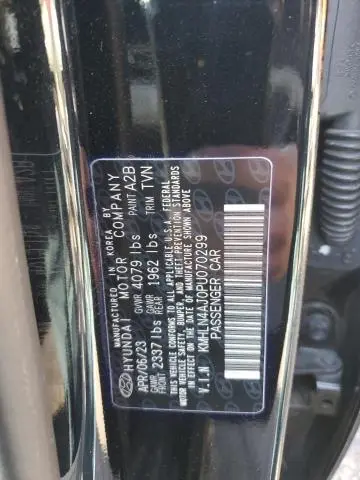 MANUFACTURED IN KOREA BY
HYUNDAI MOTOR COMPANY
APR/06/23 GVWR 4079 lbs PAINT A2B
GAWR FRONT 2337 lbs GAWR REAR 1962 lbs TRIM TVN
THIS VEHICLE CONFORMS TO ALL APPLICABLE U.S.A. FEDERAL
MOTOR VEHICLE SAFETY, BUMPER, AND THEFT PREVENTION STANDARDS
IN EFFECT ON THE DATE OF MANUFACTURE SHOWN ABOVE.
V.I.N KMHLN4AJ0PU070299
PASSENGER CAR